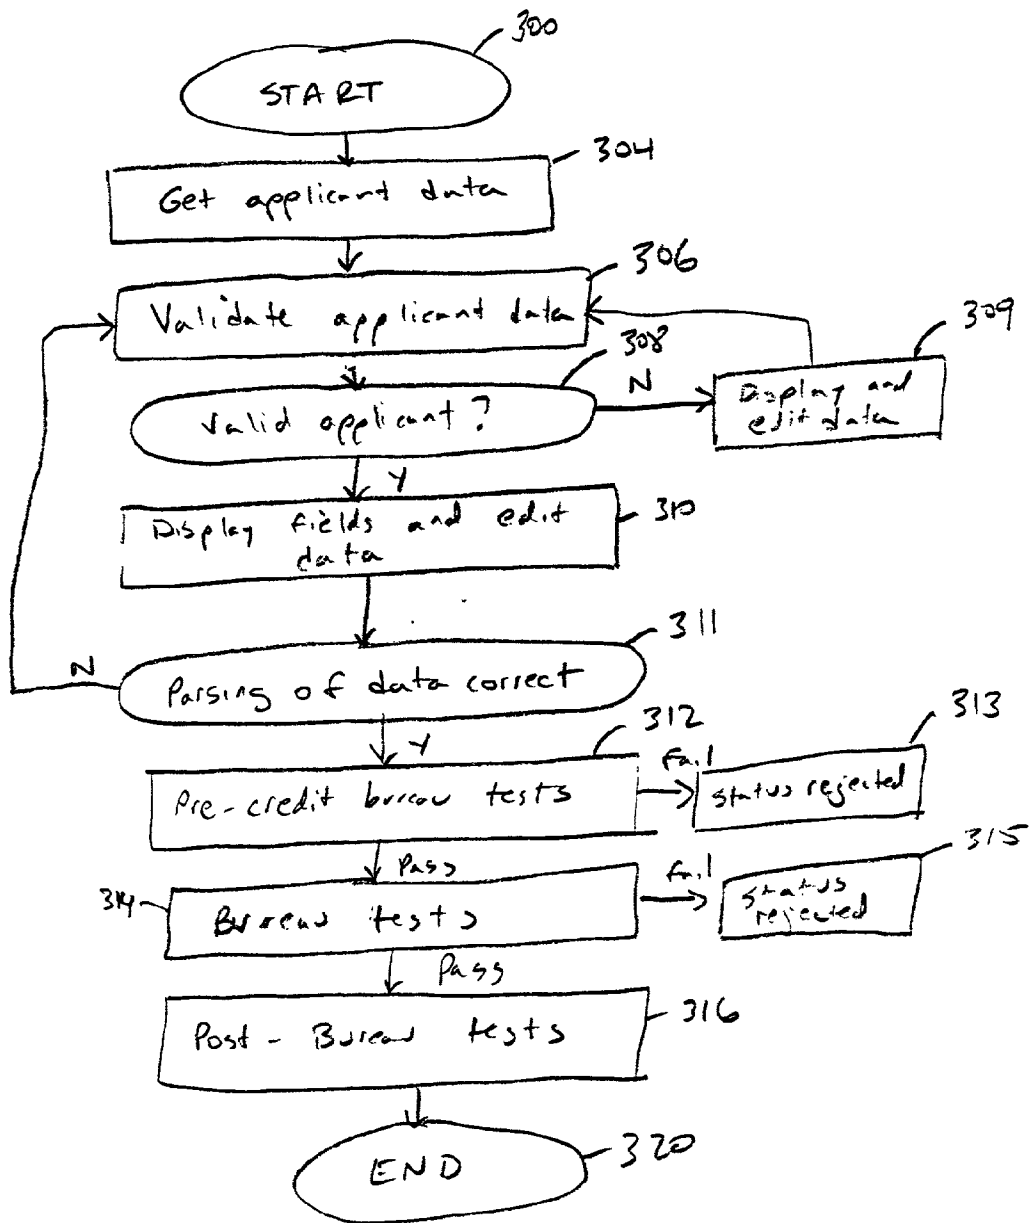 300
START
304
Get applicant data
306
Validate applicant data
308
309
N
Display and
edit data
Valid applicant?
Y
310
Display fields and edit
data
311
N
Parsing of data correct
Y
312
313
Fail
Pre-credit bureau tests
Status rejected
Pass
315
Fail
314
Bureau tests
Status
rejected
Pass
316
Post-Bureau tests
END
320